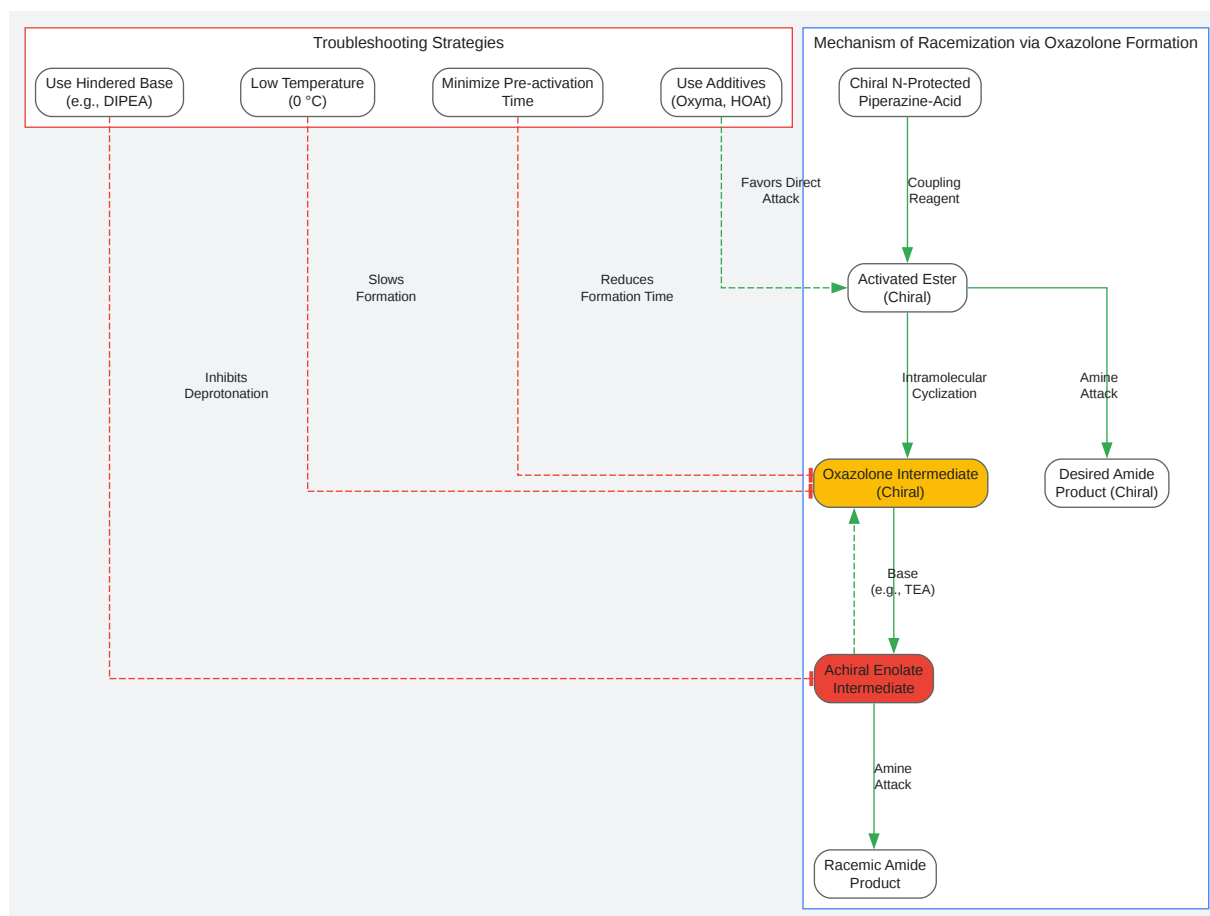 Troubleshooting Strategies
Use Hindered Base
(e.g., DIPEA)
Low Temperature
(0 °C)
Minimize Pre-activation
Time
Use Additives
(Oxyma, HOAt)
Mechanism of Racemization via Oxazolone Formation
Chiral N-Protected
Piperazine-Acid
Favors Direct
Attack
Coupling
Reagent
Slows
Formation
Reduces
Formation Time
Activated Ester
(Chiral)
Inhibits
Deprotonation
Intramolecular
Cyclization
Amine
Attack
Oxazolone Intermediate
(Chiral)
Desired Amide
Product (Chiral)
Base
(e.g., TEA)
Achiral Enolate
Intermediate
Amine
Attack
Racemic Amide
Product